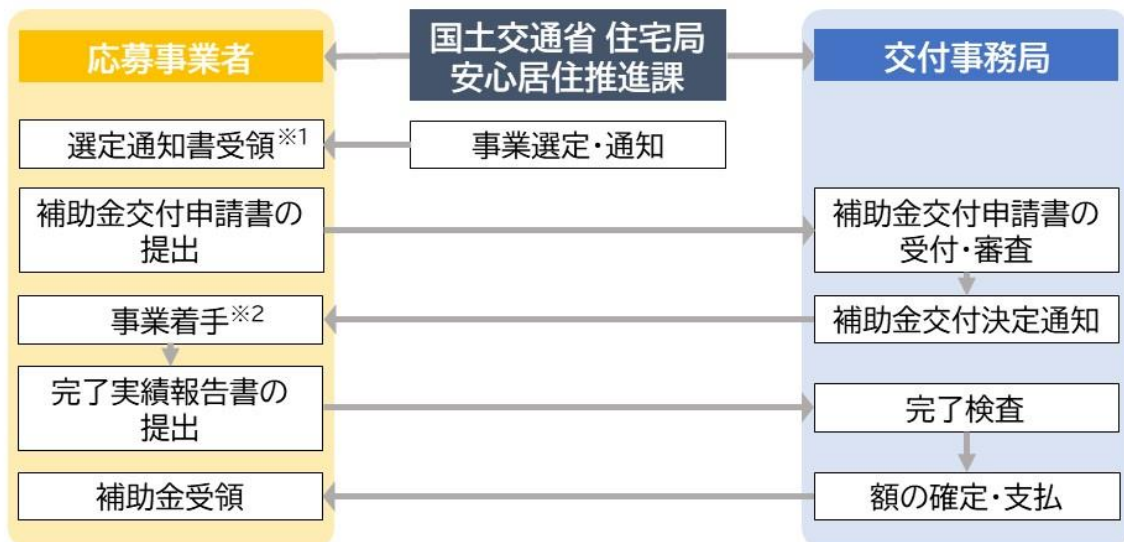 応募事業者
国土交通省 住宅局
安心居住推進課
交付事務局
選定通知書受領※1
事業選定・通知
補助金交付申請書の
提出
補助金交付申請書の
受付・審査
事業着手※2
補助金交付決定通知
完了実績報告書の
提出
完了検査
補助金受領
額の確定・支払